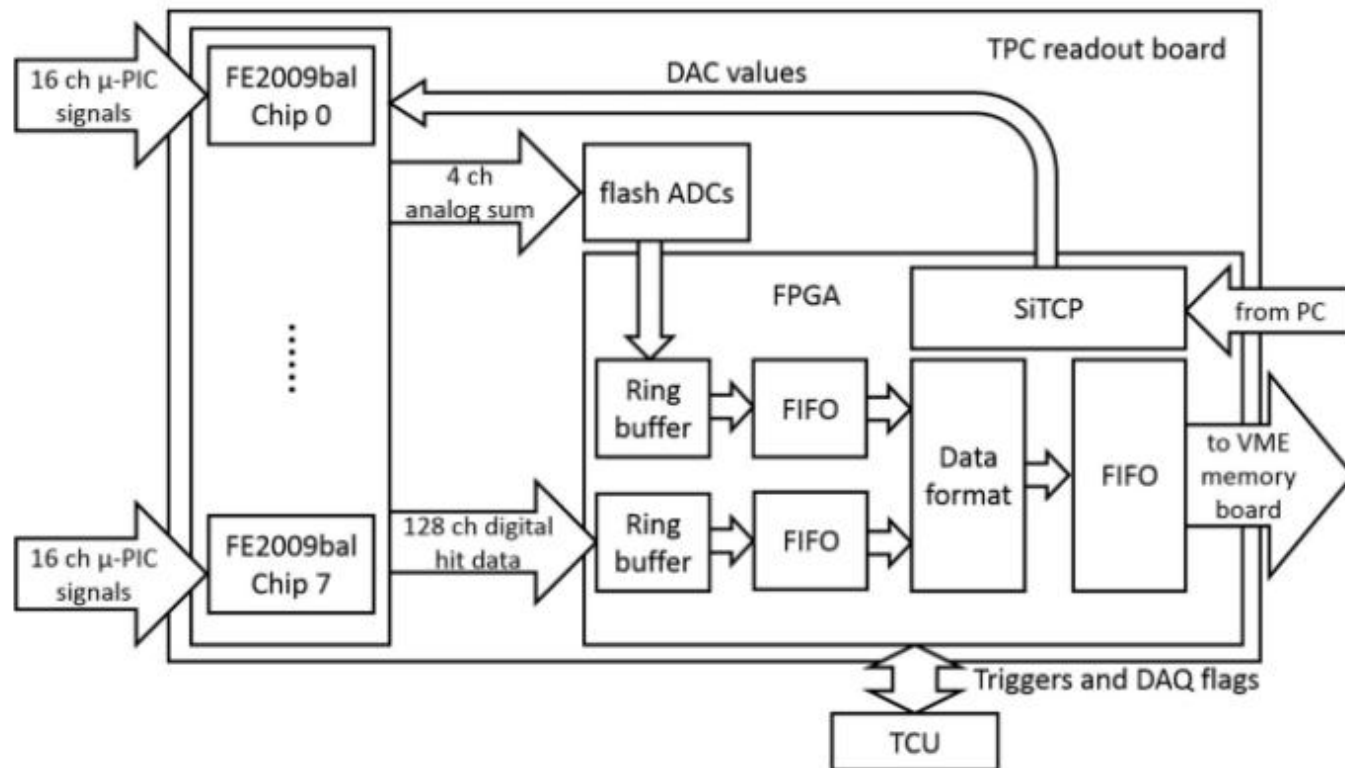 TPC readout board
16 ch μ-PIC
signals
FE2009bal
Chip 0
DAC values
4 ch
analog sum
flash ADCs
FPGA
SiTCP
from PC
Ring
buffer
FIFO
Data
format
FIFO
to VME
memory
board
......
16 ch μ-PIC
signals
FE2009bal
Chip 7
128 ch digital
hit data
Ring
buffer
FIFO
Triggers and DAQ flags
TCU